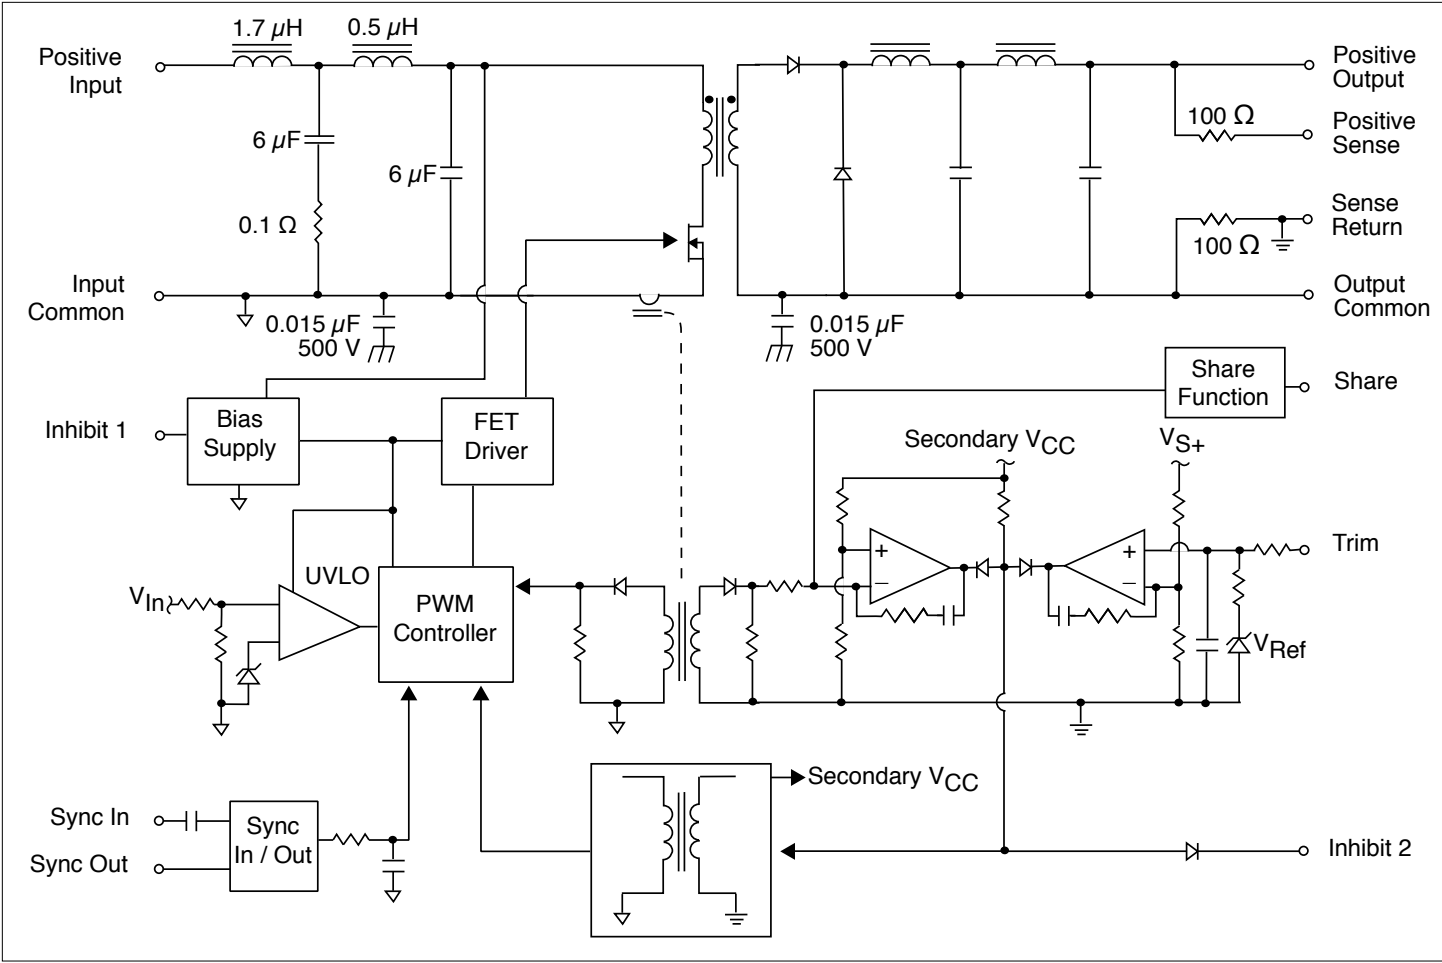 1.7 µH
0.5 µH
Positive
Input
6 µF
6 µF
0.1 Ω
Input
Common
0.015 µF
500 V
Positive
Output
100 Ω
Positive
Sense
Sense
Return
100 Ω
Output
Common
0.015 µF
500 V
Share
Function
Share
Inhibit 1
Bias
Supply
FET
Driver
Secondary VCC
VS+
+
−
+
−
Trim
UVLO
VIn
PWM
Controller
VRef
Secondary VCC
Sync In
Sync Out
Sync
In / Out
Inhibit 2